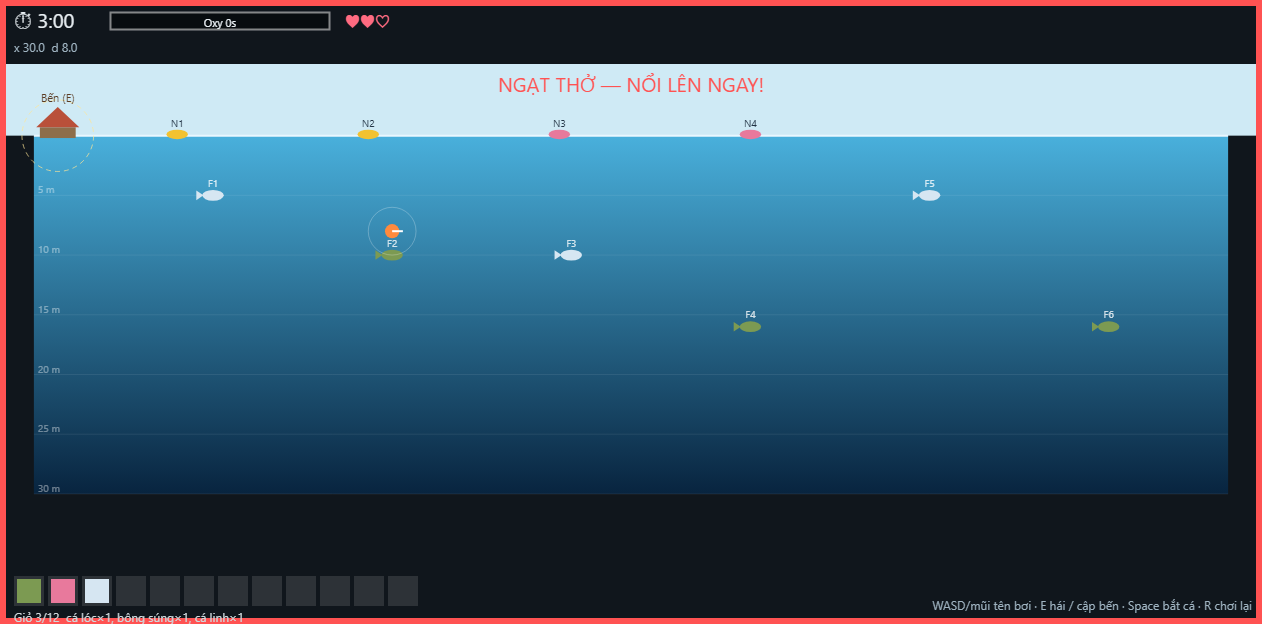 ⏱ 3:00
Oxy 0s
x 30.0 d 8.0
NGẠT THỞ — NỔI LÊN NGAY!
Bến (E)
N1
N2
N3
N4
F1
F5
5 m
F2
F3
10 m
15 m
F4
F6
20 m
25 m
30 m
Giỏ 3/12 cá lóc×1, bông súng×1, cá linh×1
WASD/mũi tên bơi · E hái / cập bến · Space bắt cá · R chơi lại